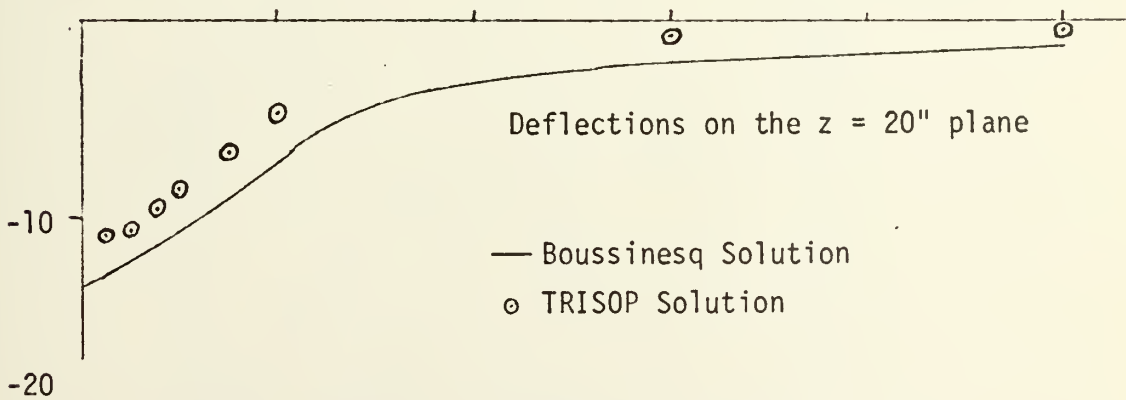 Deflections on the z = 20" plane
-10
Boussinesq Solution
TRISOP Solution
-20